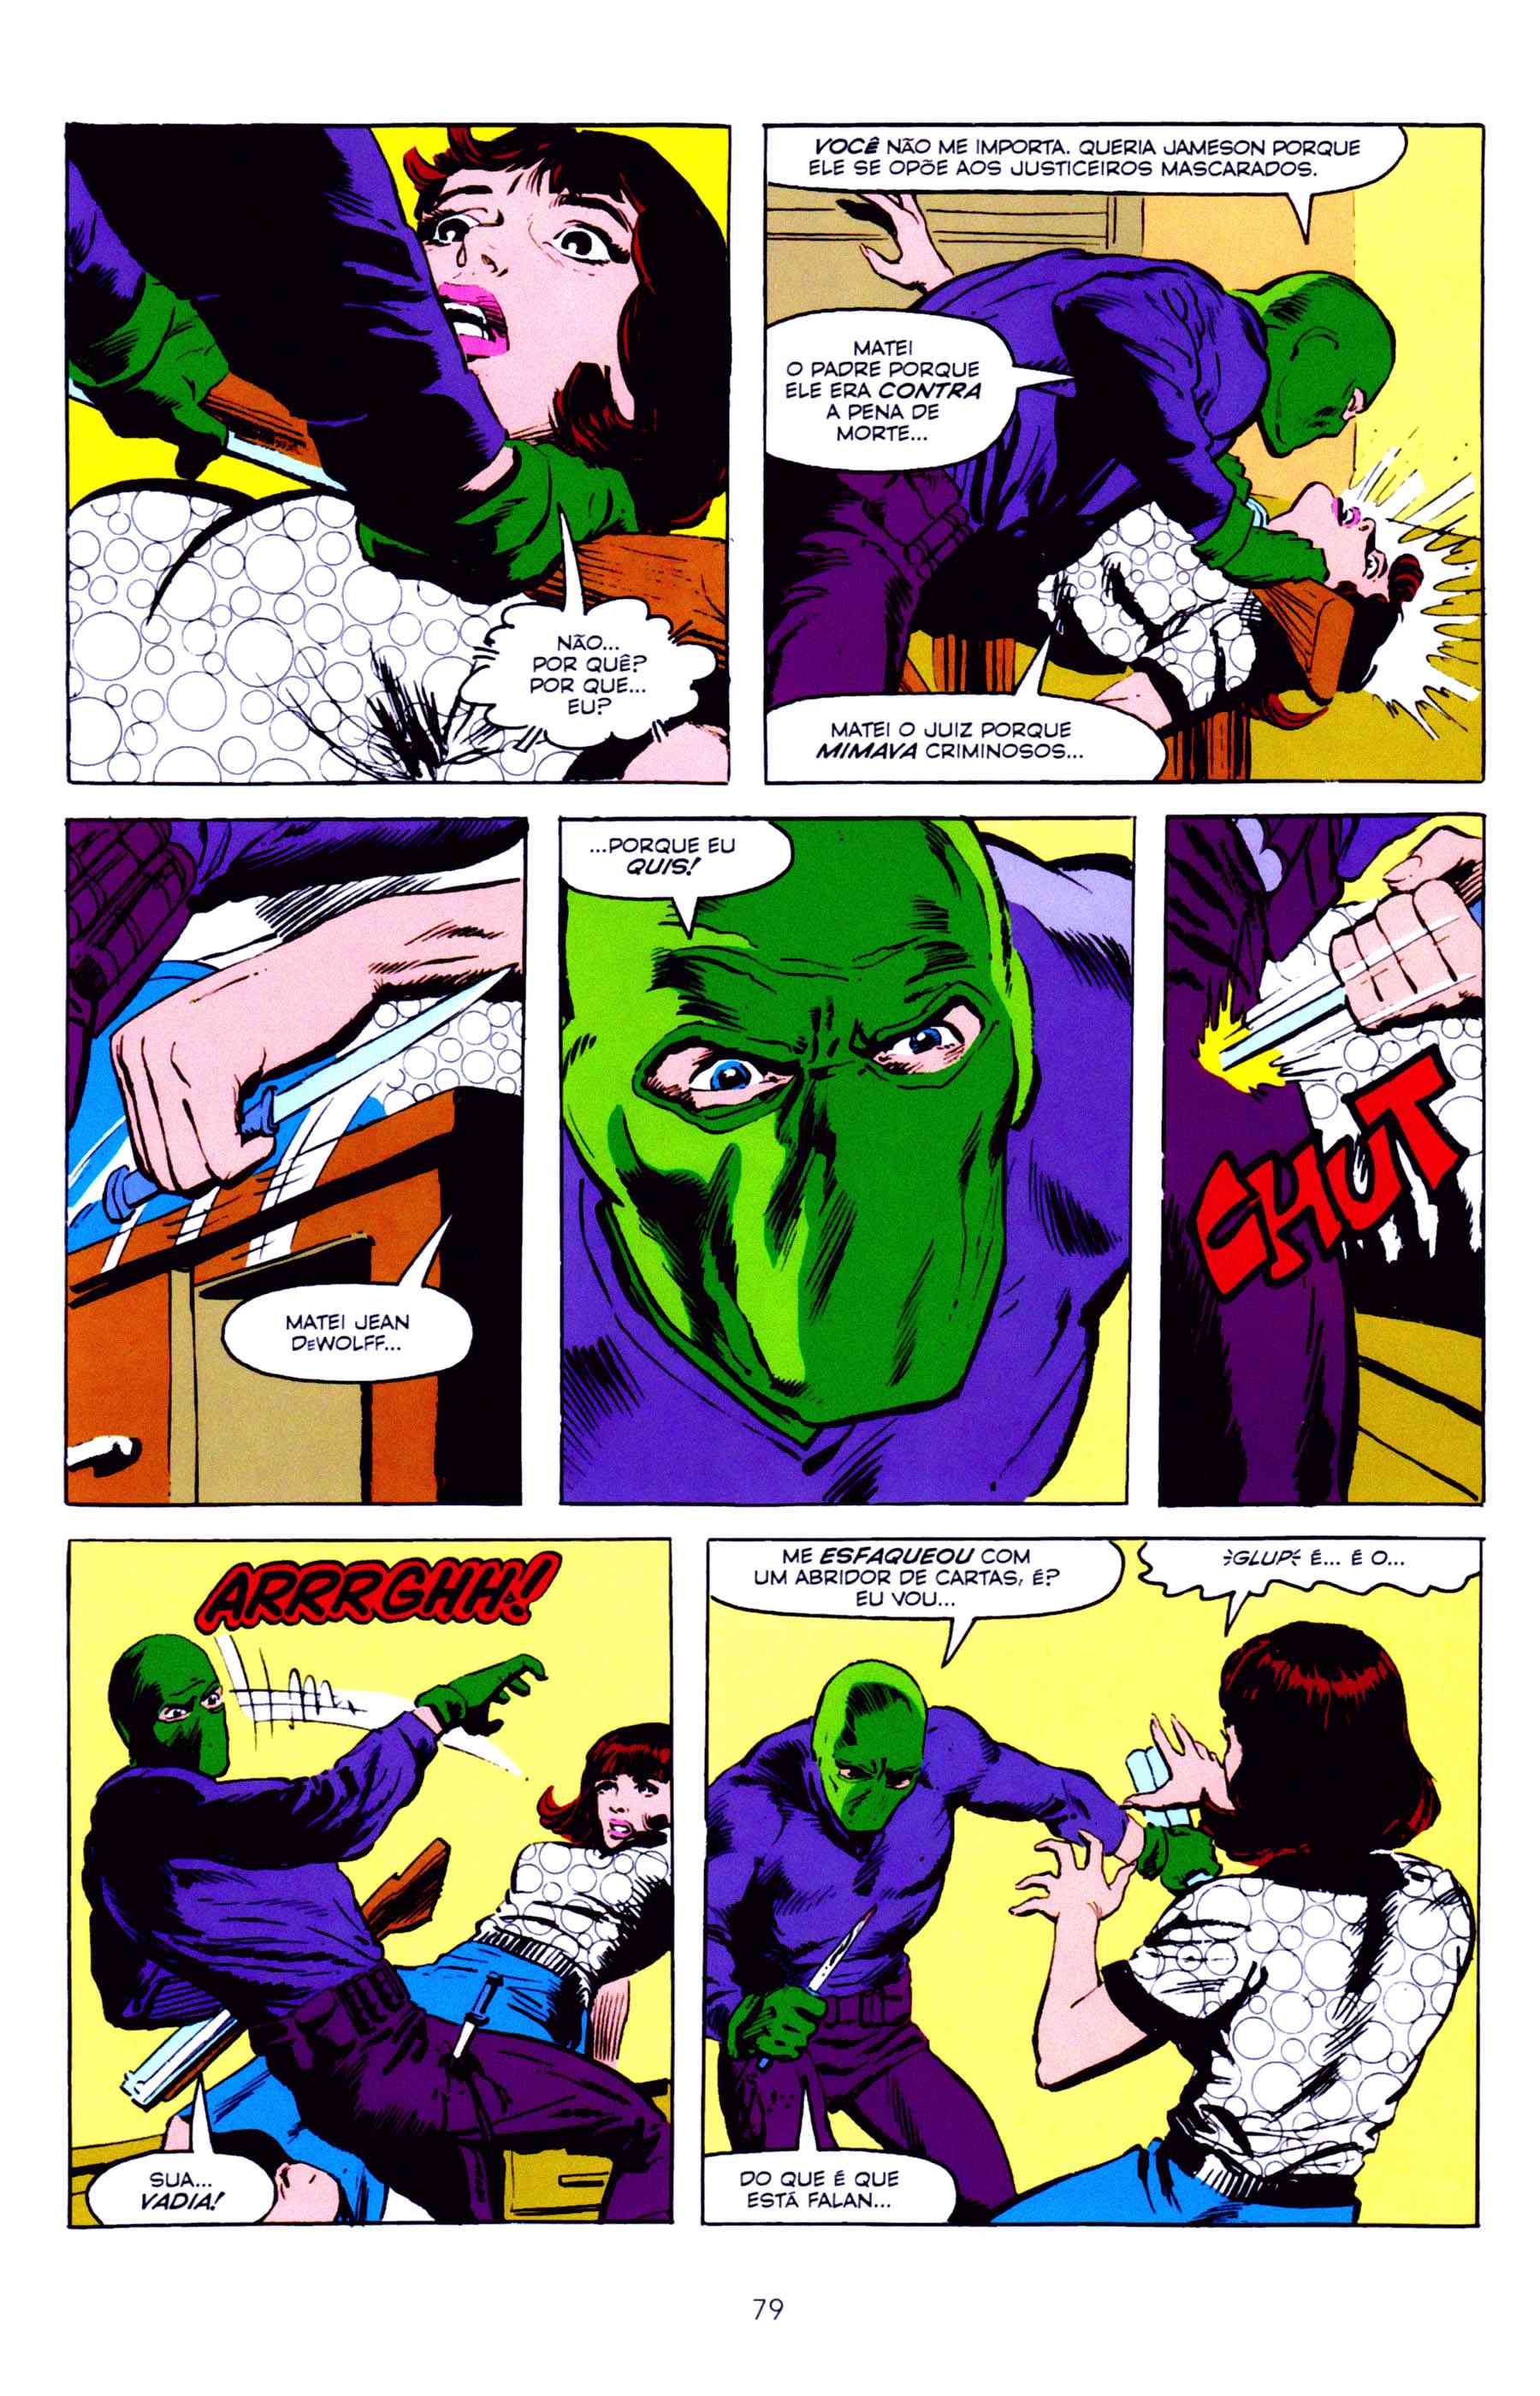 NÃO...
POR QUÊ?
POR QUE...
EU?
VOCÊ NÃO ME IMPORTA. QUERIA JAMESON PORQUE
ELE SE OPÕE AOS JUSTICEIROS MASCARADOS.
MATEI
O PADRE PORQUE
ELE ERA CONTRA
A PENA DE
MORTE...
MATEI O JUIZ PORQUE
MIMAVA CRIMINOSOS...
MATEI JEAN
DeWOLFF...
...PORQUE EU
QUIS!
CHUT
ARRRGHH!
SUA...
VADIA!
ME ESFAQUEOU COM
UM ABRIDOR DE CARTAS, É?
EU VOU...
GLUP É... É O...
DO QUE É QUE
ESTÁ FALAN...
79